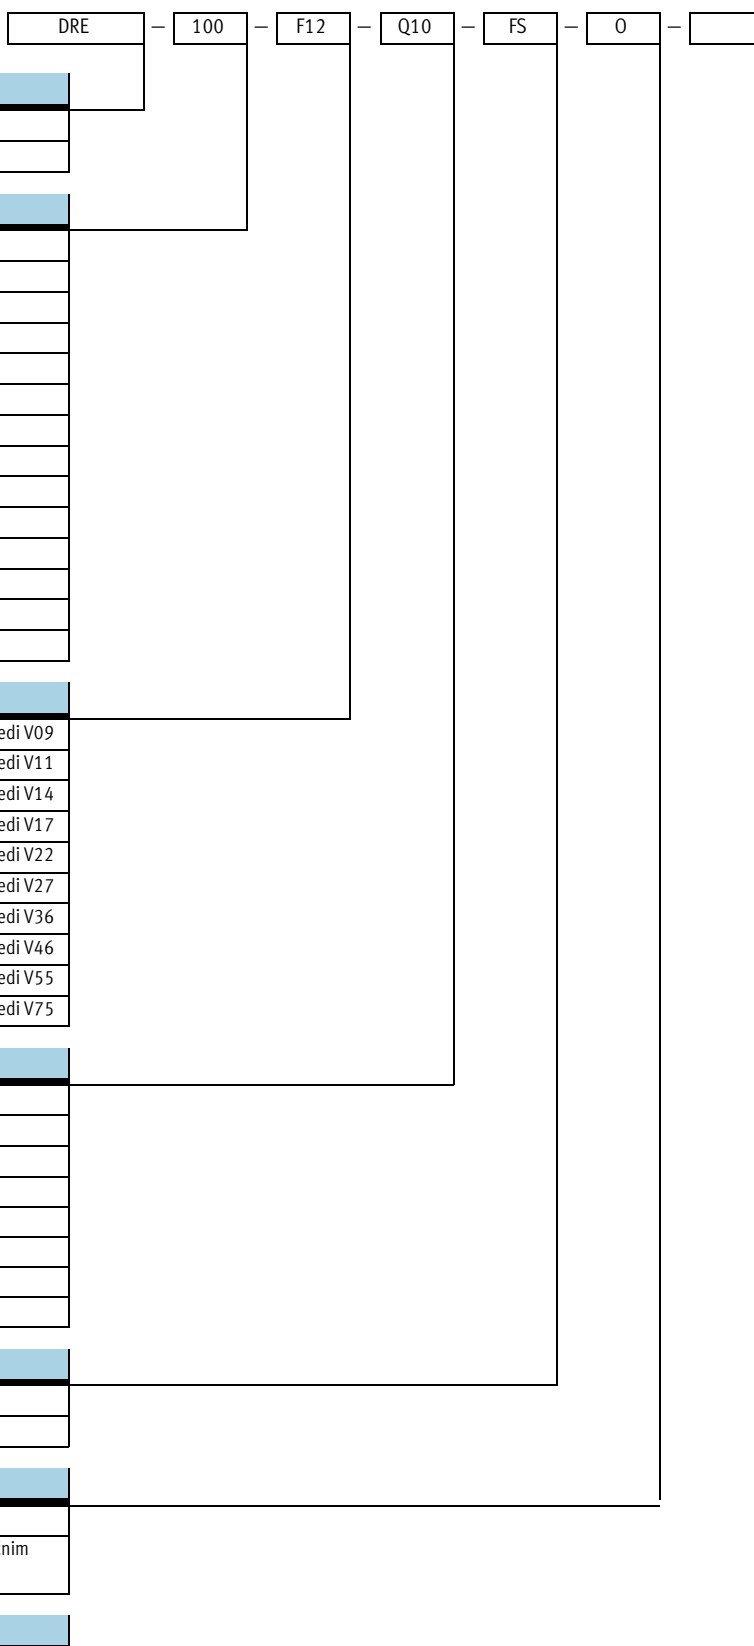 DRE – 100 – F12 – Q10 – FS – O –
edi V09
edi V11
edi V14
edi V17
edi V22
edi V27
edi V36
edi V46
edi V55
edi V75
nim